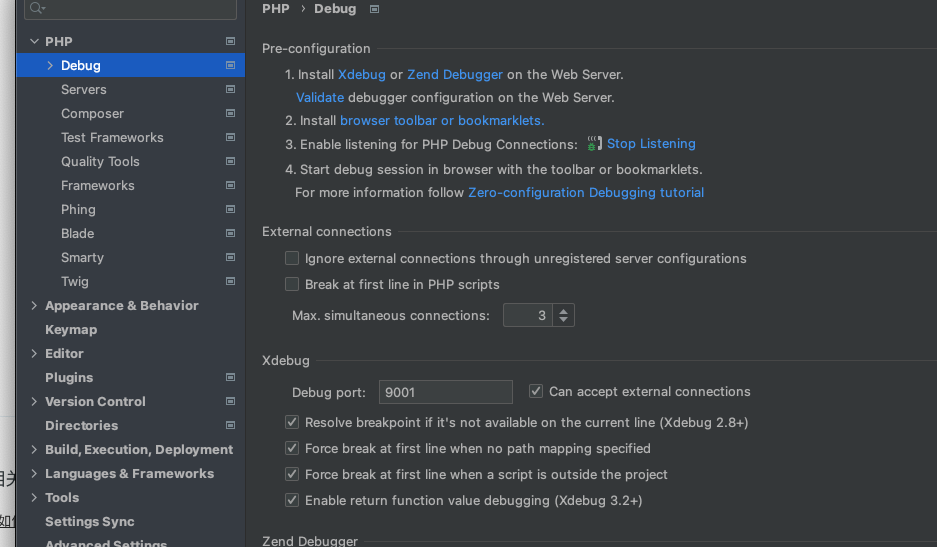 PHP › Debug
PHP
Debug
Servers
Composer
Test Frameworks
Quality Tools
Frameworks
Phing
Blade
Smarty
Twig
Appearance & Behavior
Keymap
Editor
Plugins
Version Control
Directories
Build, Execution, Deployment
Languages & Frameworks
Tools
Settings Sync
Advanced Settings
Pre-configuration
1. Install Xdebug or Zend Debugger on the Web Server.
Validate debugger configuration on the Web Server.
2. Install browser toolbar or bookmarklets.
3. Enable listening for PHP Debug Connections: Stop Listening
4. Start debug session in browser with the toolbar or bookmarklets.
For more information follow Zero-configuration Debugging tutorial
External connections
Ignore external connections through unregistered server configurations
Break at first line in PHP scripts
Max. simultaneous connections: 3
Xdebug
Debug port: 9001 Can accept external connections
Resolve breakpoint if it's not available on the current line (Xdebug 2.8+)
Force break at first line when no path mapping specified
Force break at first line when a script is outside the project
Enable return function value debugging (Xdebug 3.2+)
Zend Debugger